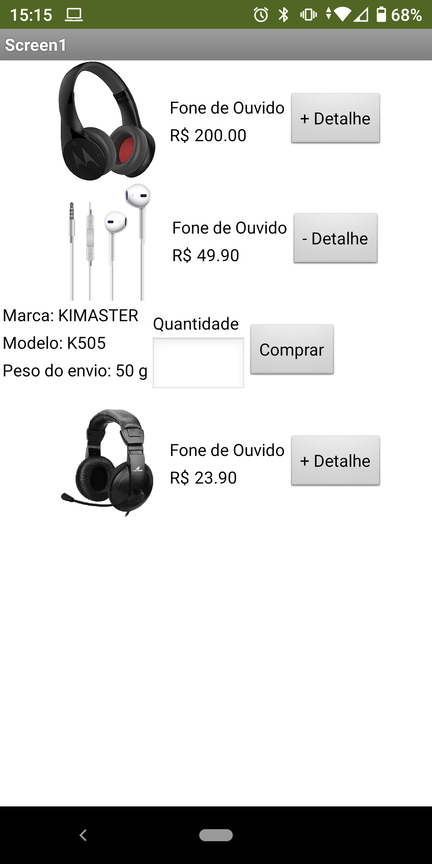 15:15
68%
Screen1
Fone de Ouvido
R$ 200.00
+ Detalhe
Fone de Ouvido
R$ 49.90
- Detalhe
Marca: KIMASTER
Modelo: K505
Peso do envio: 50 g
Quantidade
Comprar
Fone de Ouvido
R$ 23.90
+ Detalhe